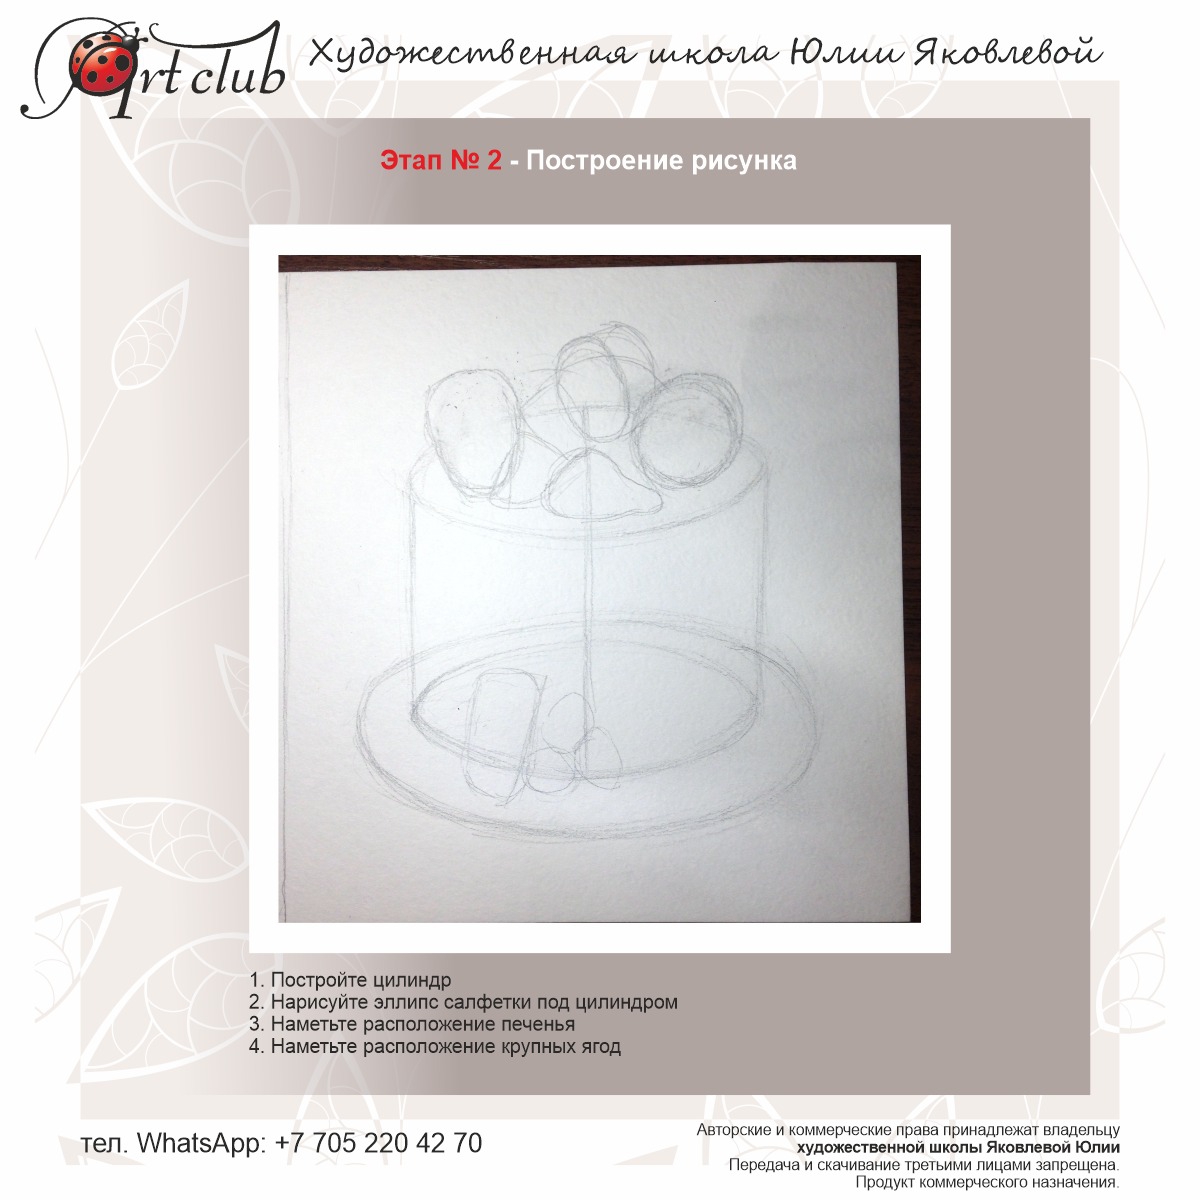 Art club
Художественная школа Юлии Яковлевой
Этап № 2 - Построение рисунка
1. Постройте цилиндр
2. Нарисуйте эллипс салфетки под цилиндром
3. Наметьте расположение печенья
4. Наметьте расположение крупных ягод
тел. WhatsApp: +7 705 220 42 70
Авторские и коммерческие права принадлежат владельцу
художественной школы Яковлевой Юлии
Передача и скачивание третьими лицами запрещена.
Продукт коммерческого назначения.